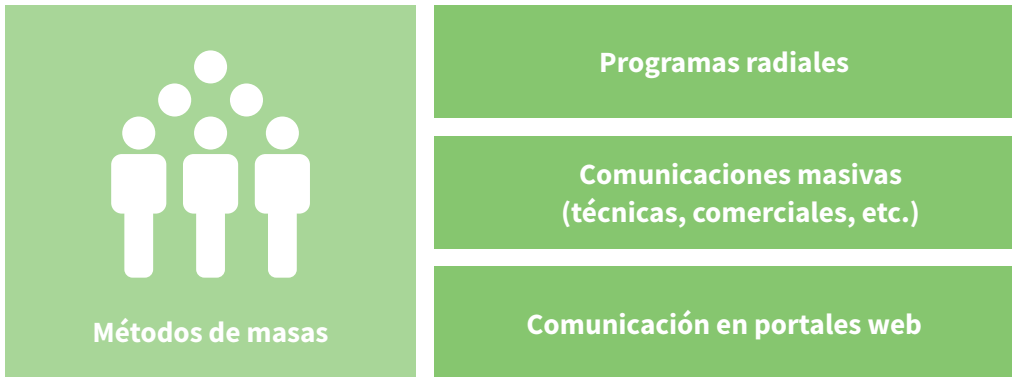 Métodos de masas
Programas radiales
Comunicaciones masivas
(técnicas, comerciales, etc.)
Comunicación en portales web